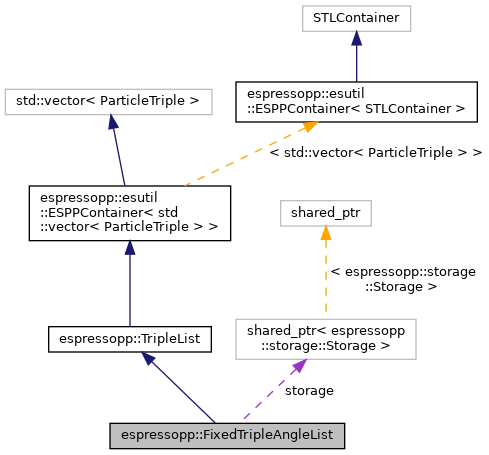 STLContainer
std::vector< ParticleTriple >
espressopp::esutil
::ESPPContainer< STLContainer >
< std::vector< ParticleTriple > >
espressopp::esutil
::ESPPContainer< std
::vector< ParticleTriple > >
shared_ptr
< espressopp::storage
::Storage >
espressopp::TripleList
shared_ptr< espressopp
::storage::Storage >
storage
espressopp::FixedTripleAngleList